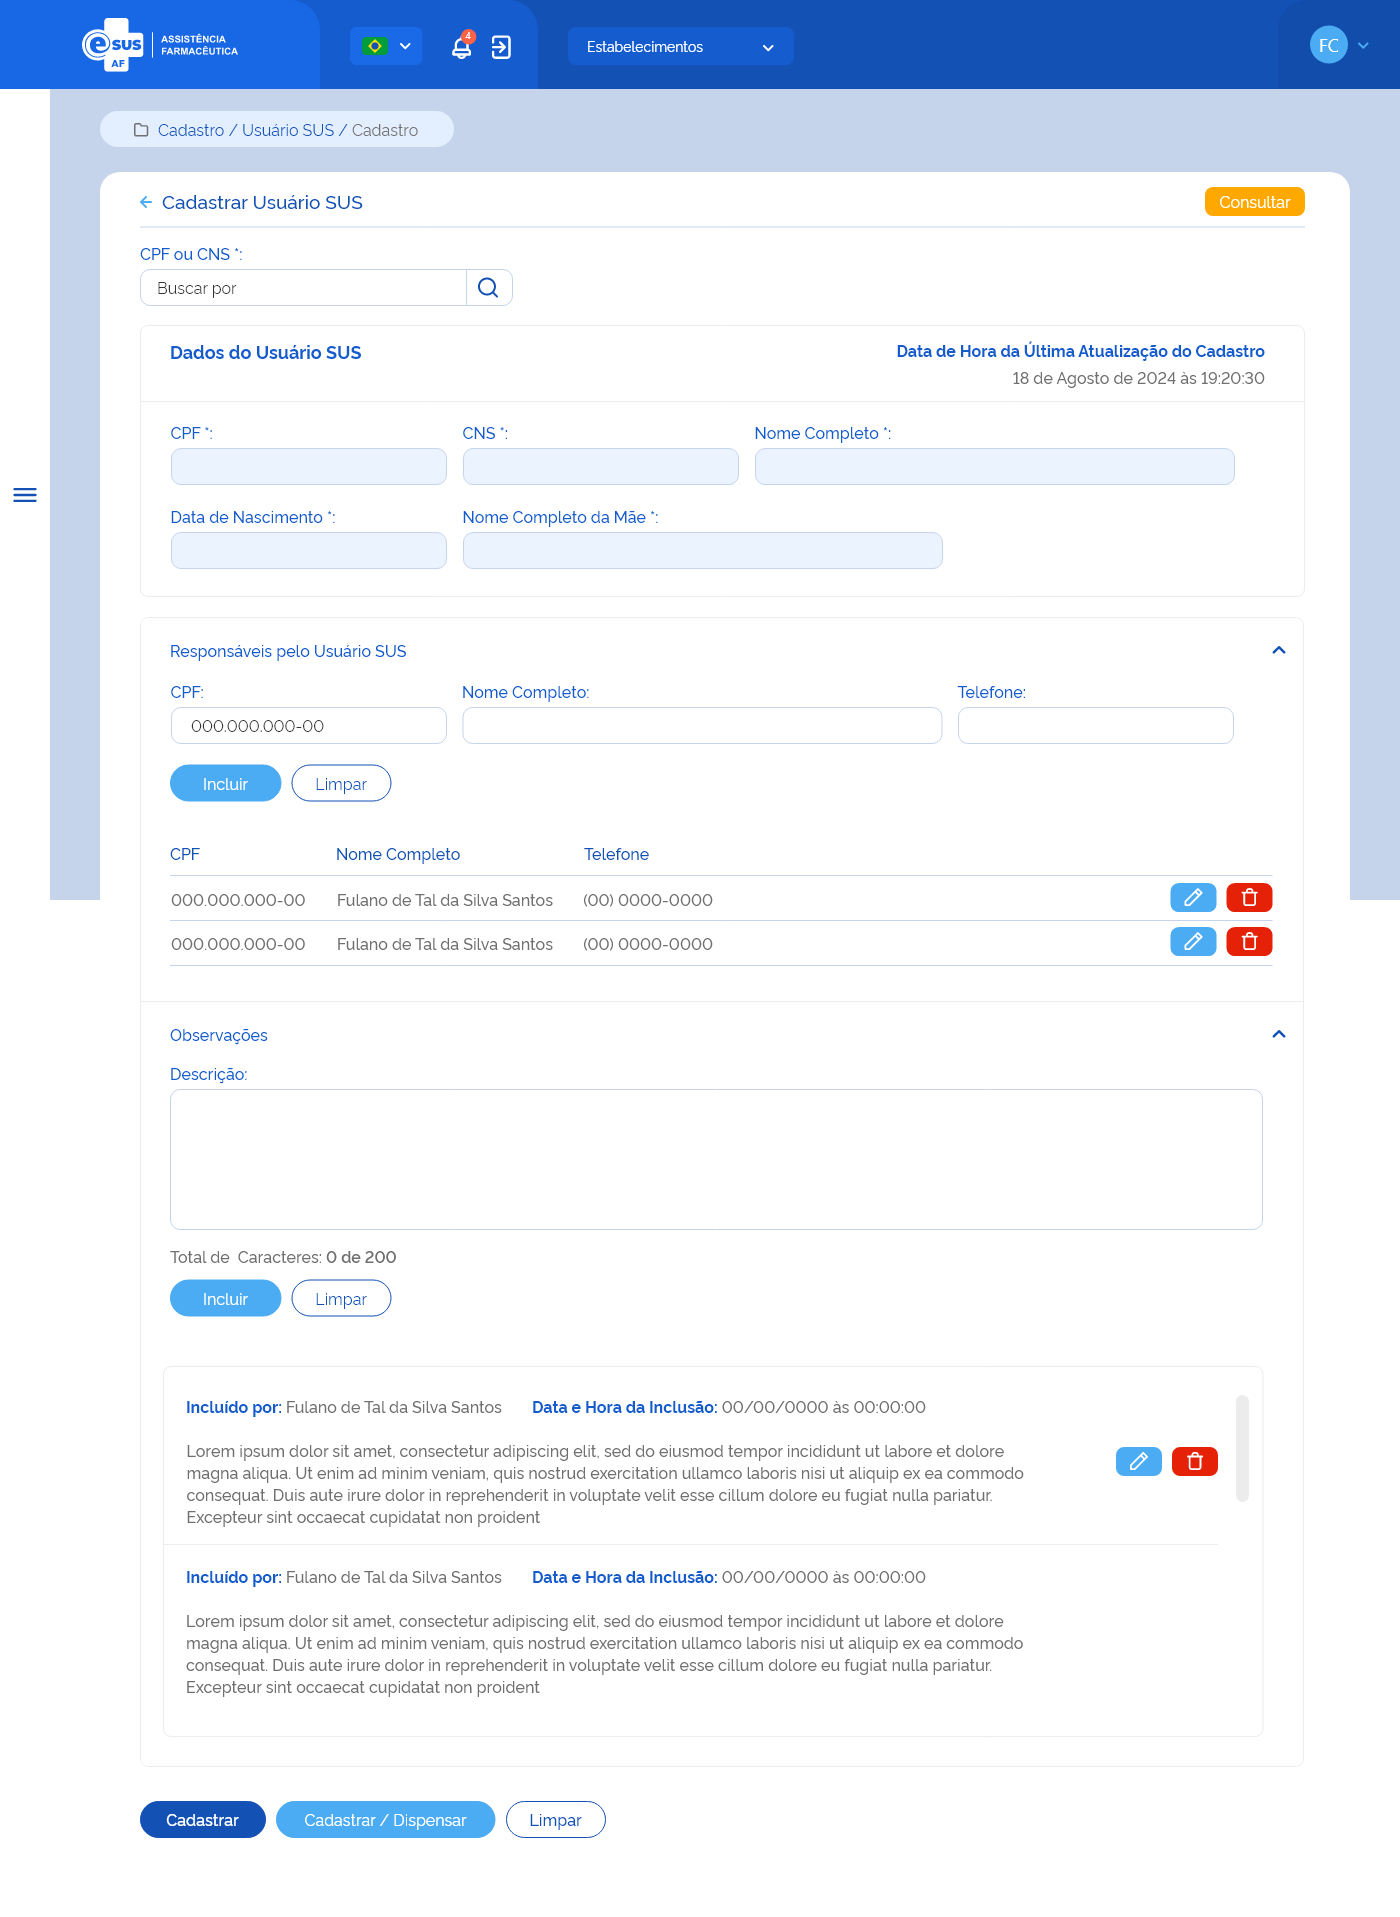 e sus AF
ASSISTÊNCIA
FARMACÊUTICA
4
Estabelecimentos
FC
Cadastro / Usuário SUS / Cadastro
Cadastrar Usuário SUS
Consultar
CPF ou CNS *:
Buscar por
Dados do Usuário SUS
Data de Hora da Última Atualização do Cadastro
18 de Agosto de 2024 às 19:20:30
CPF *:
CNS *:
Nome Completo *:
Data de Nascimento *:
Nome Completo da Mãe *:
Responsáveis pelo Usuário SUS
CPF:
Nome Completo:
Telefone:
000.000.000-00
Incluir
Limpar
CPF Nome Completo Telefone
000.000.000-00 Fulano de Tal da Silva Santos (00) 0000-0000
000.000.000-00 Fulano de Tal da Silva Santos (00) 0000-0000
Observações
Descrição:
Total de  Caracteres: 0 de 200
Incluir
Limpar
Incluído por: Fulano de Tal da Silva Santos Data e Hora da Inclusão: 00/00/0000 às 00:00:00
Lorem ipsum dolor sit amet, consectetur adipiscing elit, sed do eiusmod tempor incididunt ut labore et dolore
magna aliqua. Ut enim ad minim veniam, quis nostrud exercitation ullamco laboris nisi ut aliquip ex ea commodo
consequat. Duis aute irure dolor in reprehenderit in voluptate velit esse cillum dolore eu fugiat nulla pariatur.
Excepteur sint occaecat cupidatat non proident
Incluído por: Fulano de Tal da Silva Santos Data e Hora da Inclusão: 00/00/0000 às 00:00:00
Lorem ipsum dolor sit amet, consectetur adipiscing elit, sed do eiusmod tempor incididunt ut labore et dolore
magna aliqua. Ut enim ad minim veniam, quis nostrud exercitation ullamco laboris nisi ut aliquip ex ea commodo
consequat. Duis aute irure dolor in reprehenderit in voluptate velit esse cillum dolore eu fugiat nulla pariatur.
Excepteur sint occaecat cupidatat non proident
Cadastrar
Cadastrar / Dispensar
Limpar